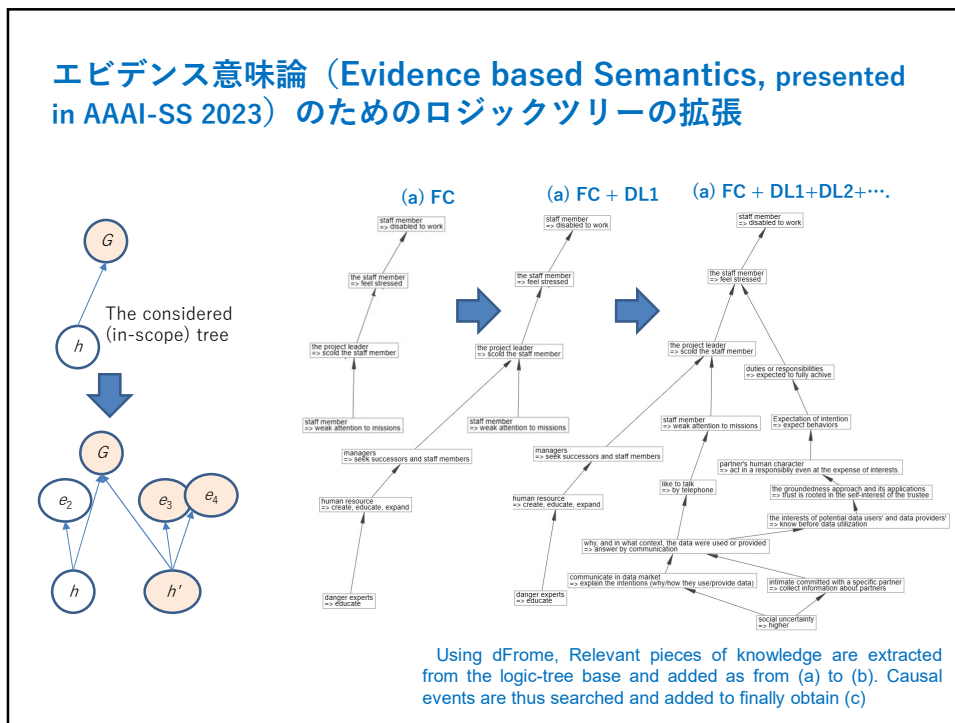 エビデンス意味論（Evidence based Semantics, presented
in AAAI-SS 2023）のためのロジックツリーの拡張
G
h
The considered
(in-scope) tree
G
e2
e3
e4
h
h'
(a) FC
staff member
=> disabled to work
the staff member
=> feel stressed
the project leader
=> scold the staff member
staff member
=> weak attention to missions
managers
=> seek successors and staff members
human resource
=> create, educate, expand
danger experts
=> educate
(a) FC + DL1
staff member
=> disabled to work
the staff member
=> feel stressed
the project leader
=> scold the staff member
staff member
=> weak attention to missions
(a) FC + DL1+DL2+….
staff member
=> disabled to work
the staff member
=> feel stressed
the project leader
=> scold the staff member
duties or responsibilities
=> expected to fully achive
staff member
=> weak attention to missions
Expectation of intention
=> expect behaviors
managers
=> seek successors and staff members
partner's human character
=> act in a responsibliy even at the expense of interests.
like to talk
=> by telephone
the groundedness approach and its applications
=> trust is rooted in the self-interest of the trustee
human resource
=> create, educate, expand
the interests of potential data users' and data providers'
=> know before data utilization
why, and in what context, the data were used or provided
=> answer by communication
communicate in data market
=> explain the intentions (why/how they use/provide data)
intimate committed with a specific partner
=> collect information about partners
danger experts
=> educate
social uncertainty
=> higher
Using dFrome, Relevant pieces of knowledge are extracted
from the logic-tree base and added as from (a) to (b). Causal
events are thus searched and added to finally obtain (c)